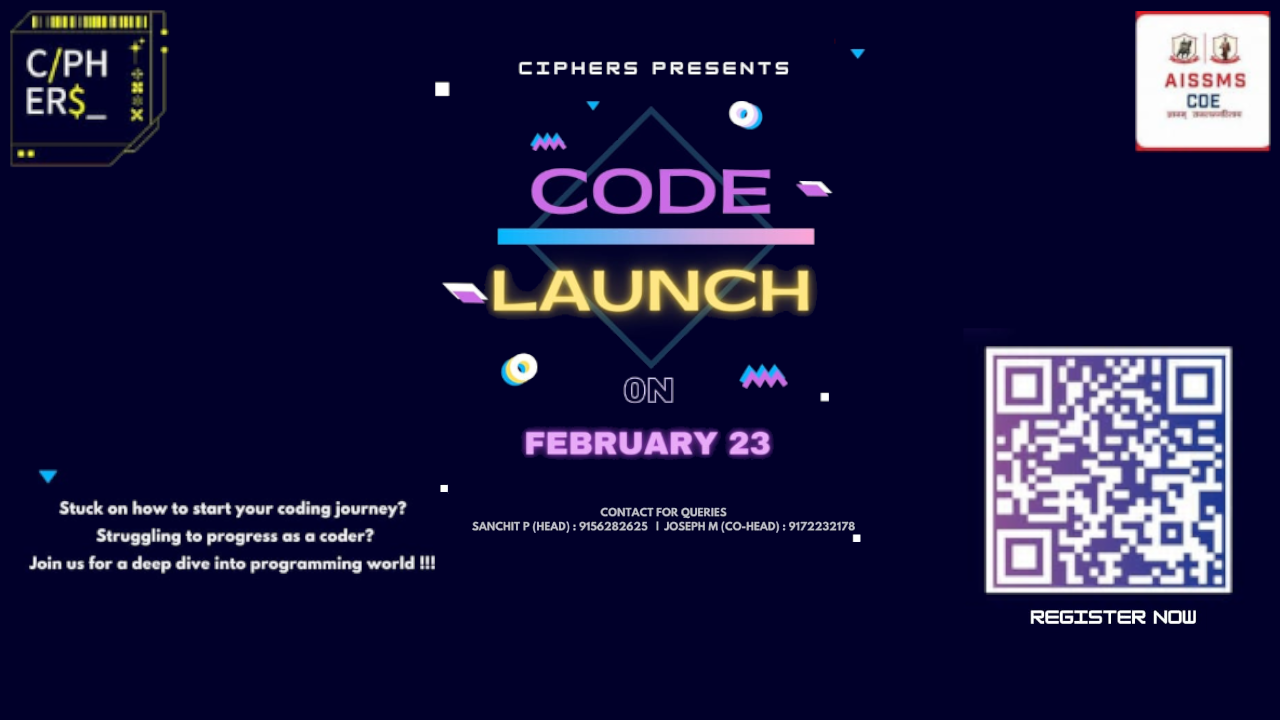 C/PH
ER$_
CIPHERS PRESENTS
AISSMS
COE
CODE
LAUNCH
0N
FEBRUARY 23
Stuck on how to start your coding journey?
Struggling to progress as a coder?
Join us for a deep dive into programming world !!!
CONTACT FOR QUERIES
SANCHIT P (HEAD) : 9156282625 | JOSEPH M (CO-HEAD) : 9172232178
REGISTER NOW